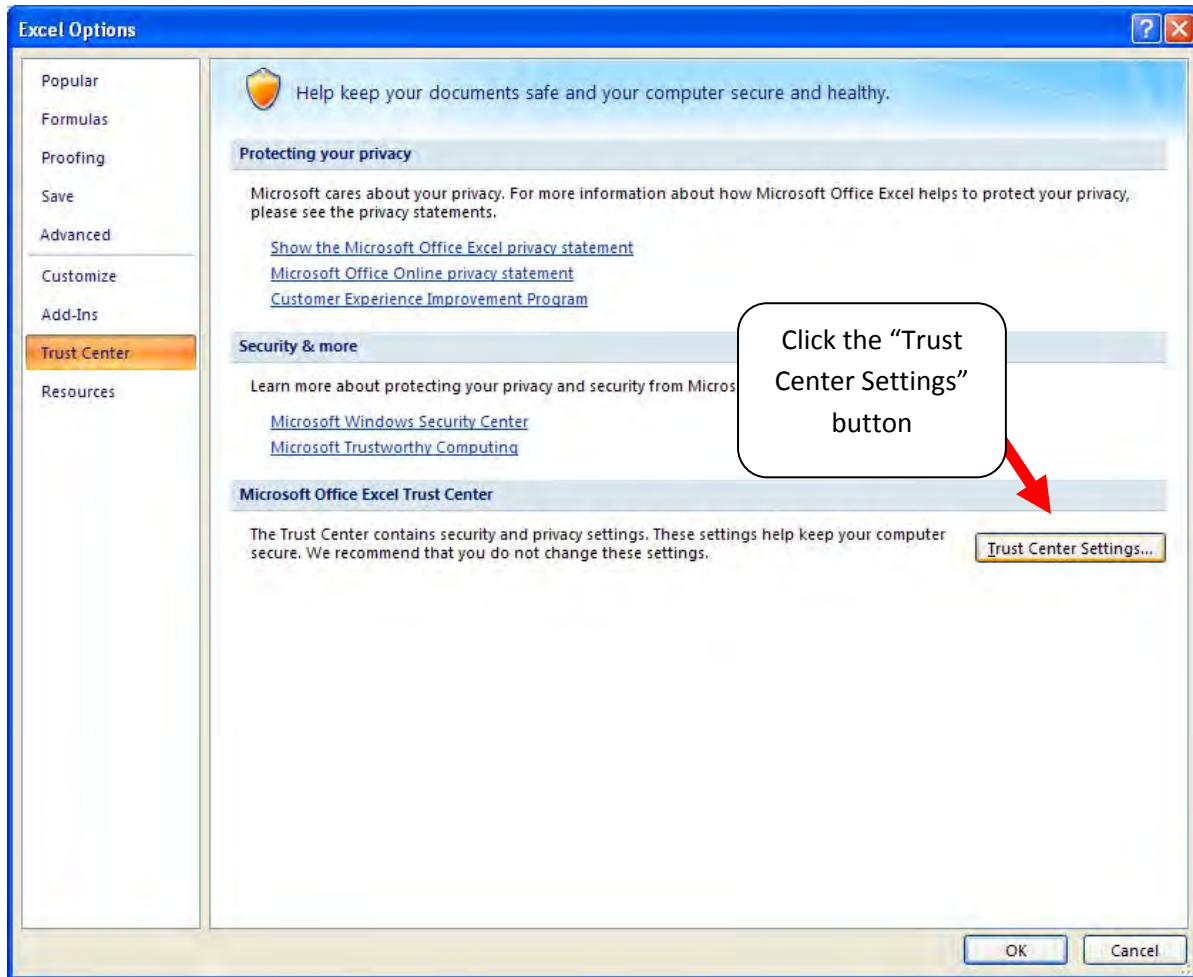 Excel Options
Popular
Formulas
Proofing
Save
Advanced
Customize
Add-Ins
Trust Center
Resources
Help keep your documents safe and your computer secure and healthy.
Protecting your privacy
Microsoft cares about your privacy. For more information about how Microsoft Office Excel helps to protect your privacy,
please see the privacy statements.
Show the Microsoft Office Excel privacy statement
Microsoft Office Online privacy statement
Customer Experience Improvement Program
Security & more
Learn more about protecting your privacy and security from Micros
Microsoft Windows Security Center
Microsoft Trustworthy Computing
Click the “Trust
Center Settings”
button
Microsoft Office Excel Trust Center
The Trust Center contains security and privacy settings. These settings help keep your computer
secure. We recommend that you do not change these settings.
Trust Center Settings...
OK
Cancel